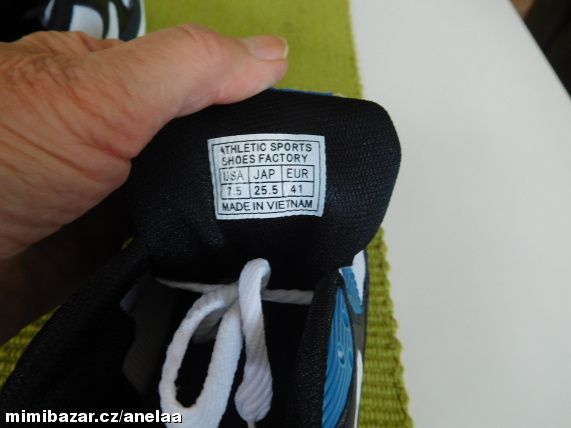 ATHLETIC SPORTS
SHOES FACTORY
USA JAP EUR
7.5 25.5 41
MADE IN VIETNAM
mimibazar.cz/anelaa